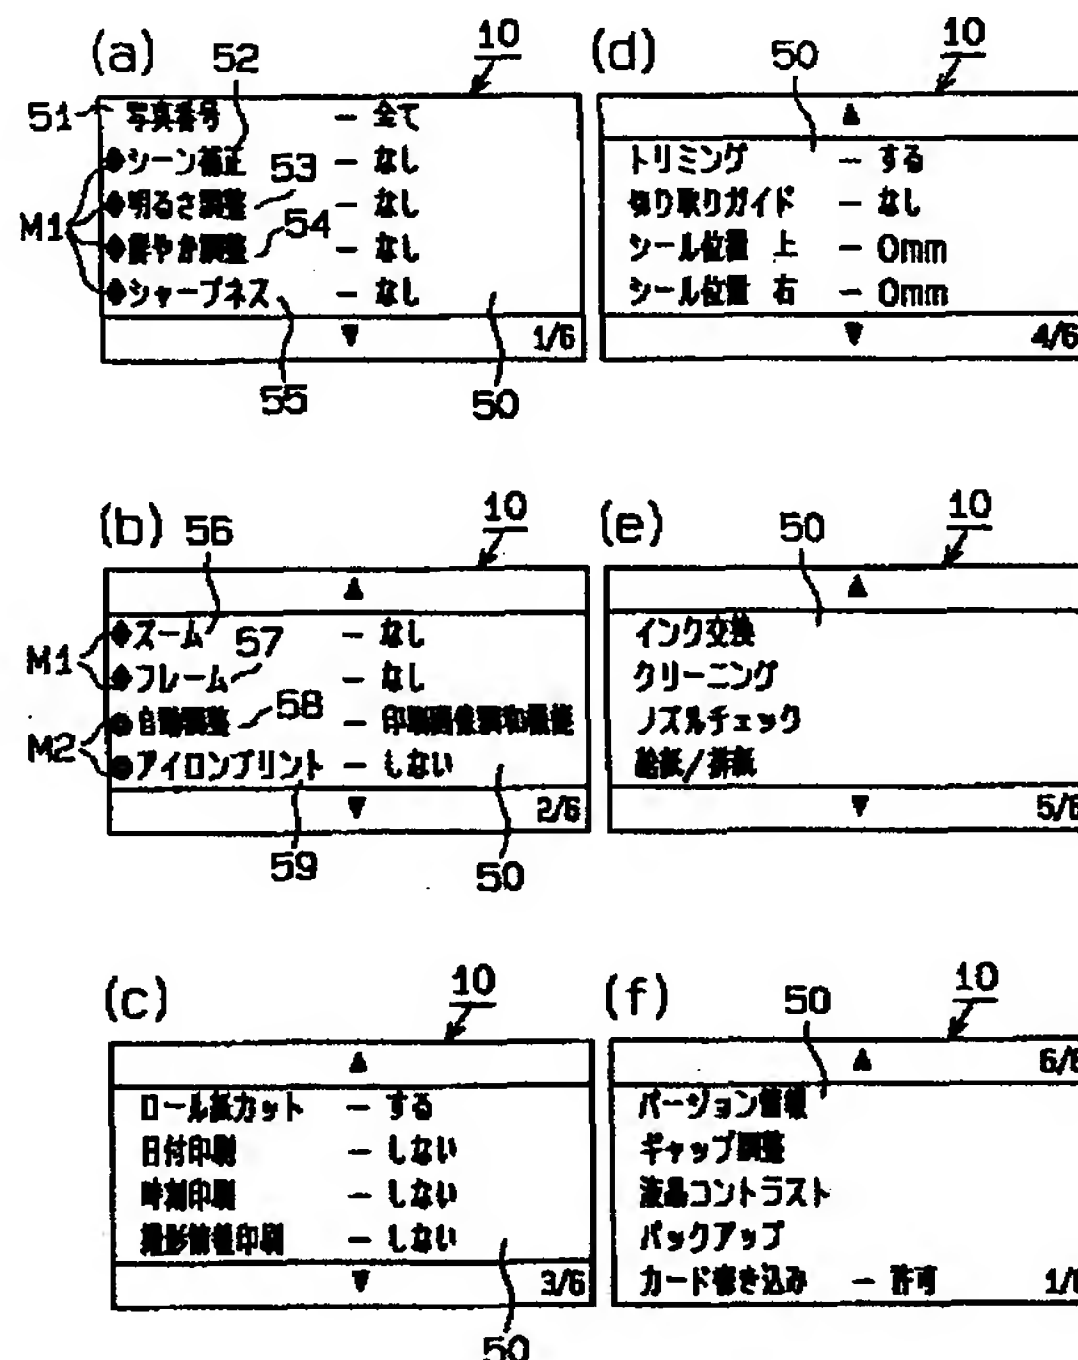 (a) 52 10
51 写真番号 - 全て
◆シーン補正 - なし
53
M1 ◆明るさ調整 - なし
54
◆鮮やか調整 - なし
◆シャープネス - なし
▼ 1/6
55 50
(d) 50 10
▲
トリミング - する
切り取りガイド - なし
シール位置 上 - 0mm
シール位置 右 - 0mm
▼ 4/6
(b) 56 10
▲
M1 ◆ズーム 57 - なし
◆フレーム - なし
M2 ●自動調整 58 - 印刷画像調和機能
●アイロンプリント - しない
▼ 2/6
59 50
(e) 50 10
▲
インク交換
クリーニング
ノズルチェック
給紙/排紙
▼ 5/6
(c) 10
▲
ロール紙カット - する
日付印刷 - しない
時刻印刷 - しない
撮影情報印刷 - しない
▼ 3/6
50
(f) 50 10
▲ 6/6
バージョン情報
ギャップ調整
液晶コントラスト
バックアップ
カード書き込み - 許可 1/6